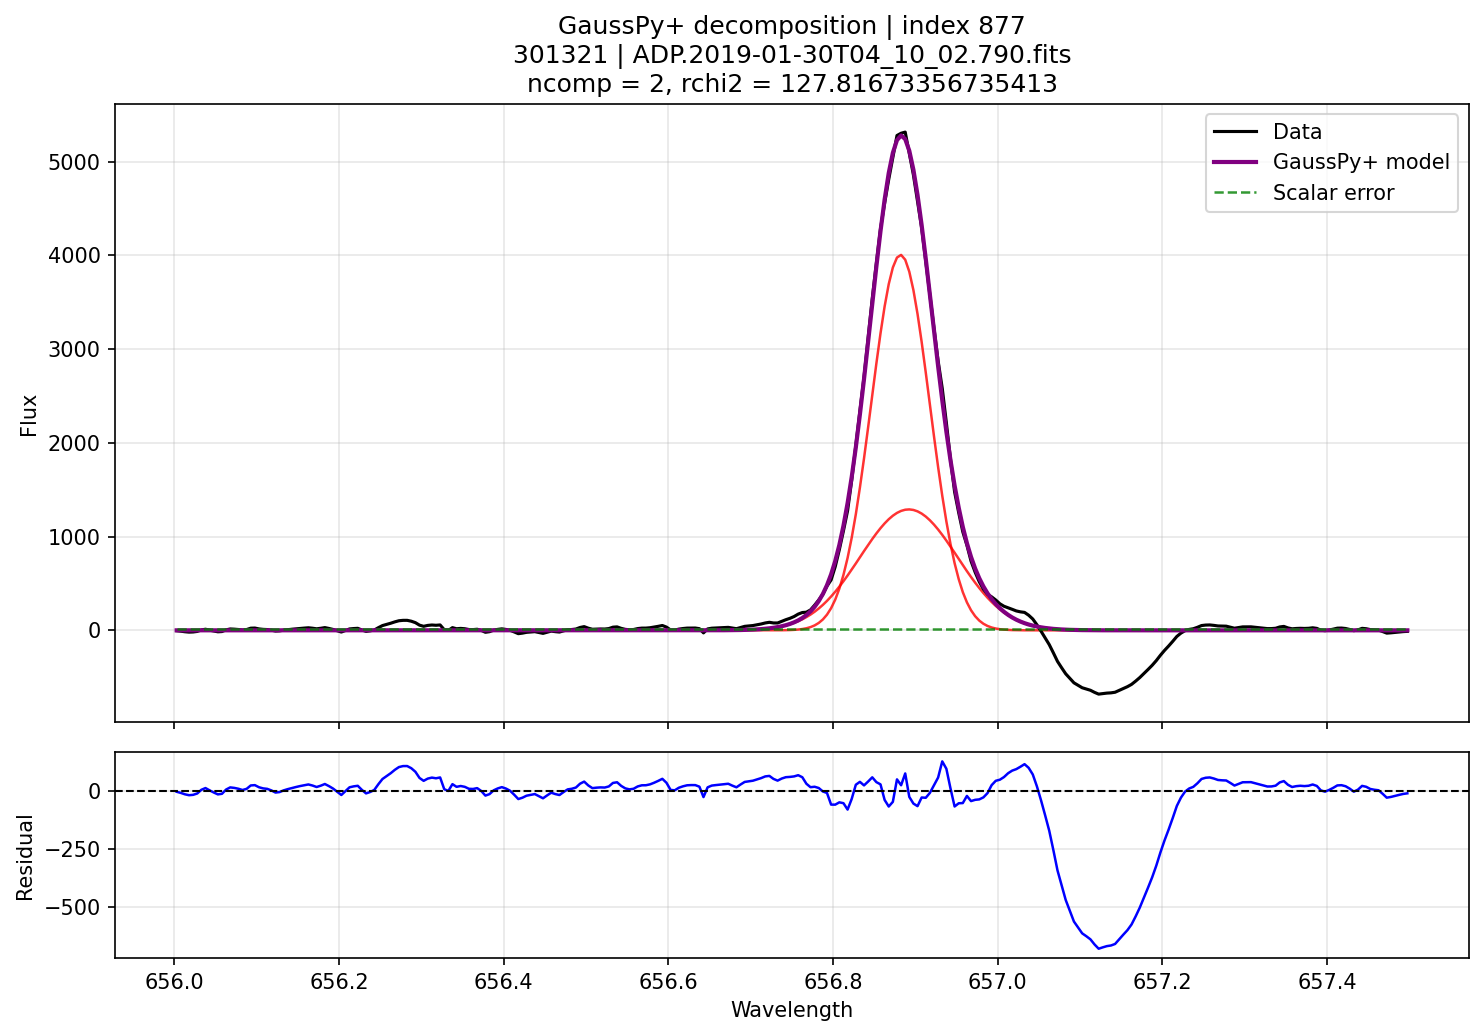 GaussPy+ decomposition | index 877
301321 | ADP.2019-01-30T04_10_02.790.fits
ncomp = 2, rchi2 = 127.81673356735413
Data
GaussPy+ model
Scalar error
5000
4000
3000
2000
1000
0
Flux
0
−250
−500
Residual
656.0 656.2 656.4 656.6 656.8 657.0 657.2 657.4
Wavelength